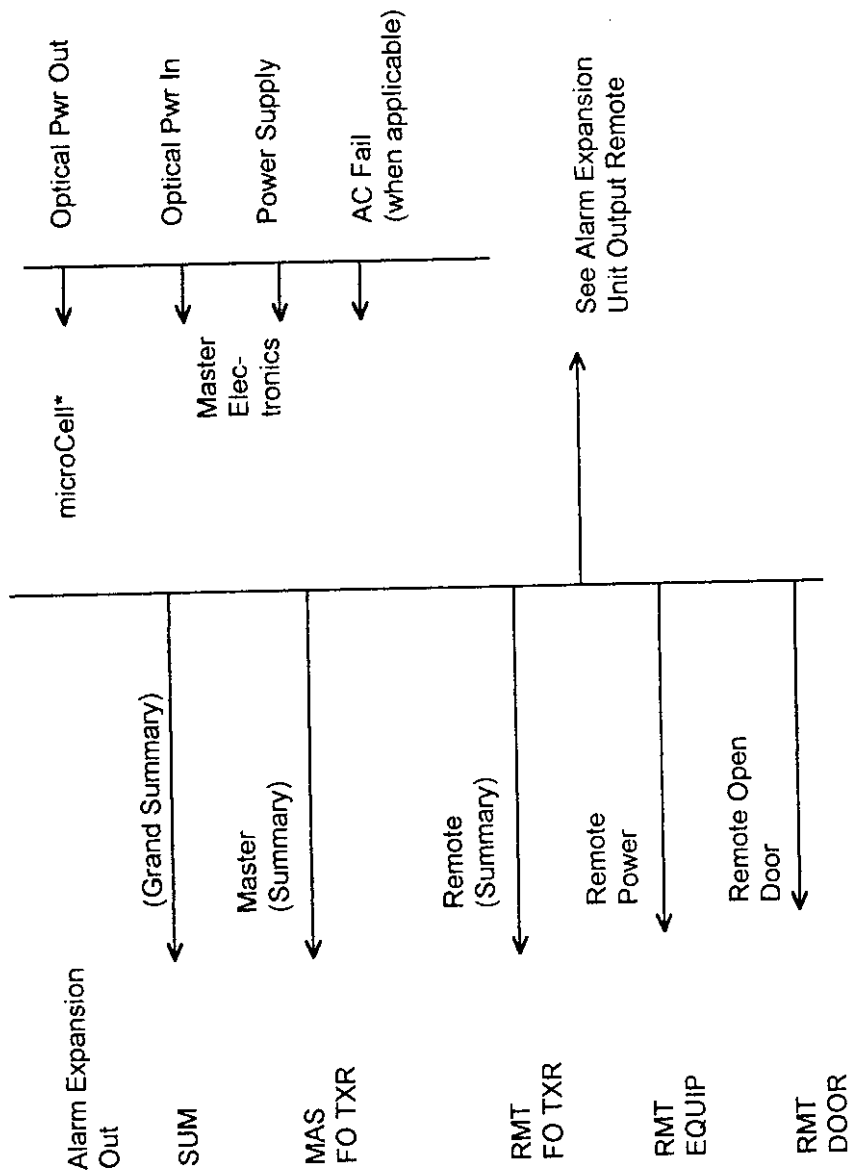 Alarm Expansion
Out
SUM
MAS
FO TXR
RMT
FO TXR
RMT
EQUIP
RMT
DOOR
(Grand Summary)
Master
(Summary)
Remote
(Summary)
Remote
Power
Remote Open
Door
microCell*
Master
Elec-
tronics
See Alarm Expansion
Unit Output Remote
Optical Pwr Out
Optical Pwr In
Power Supply
AC Fail
(when applicable)